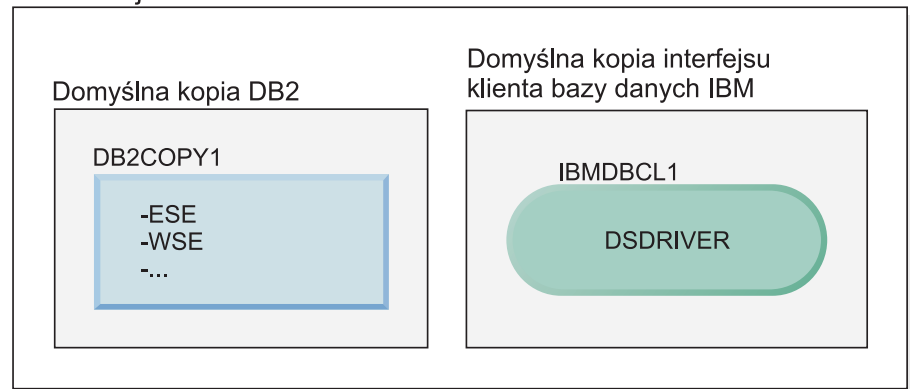 Domyślna kopia DB2
DB2COPY1
-ESE
-WSE
-...
Domyślna kopia interfejsu
klienta bazy danych IBM
IBMDBCL1
DSDRIVER